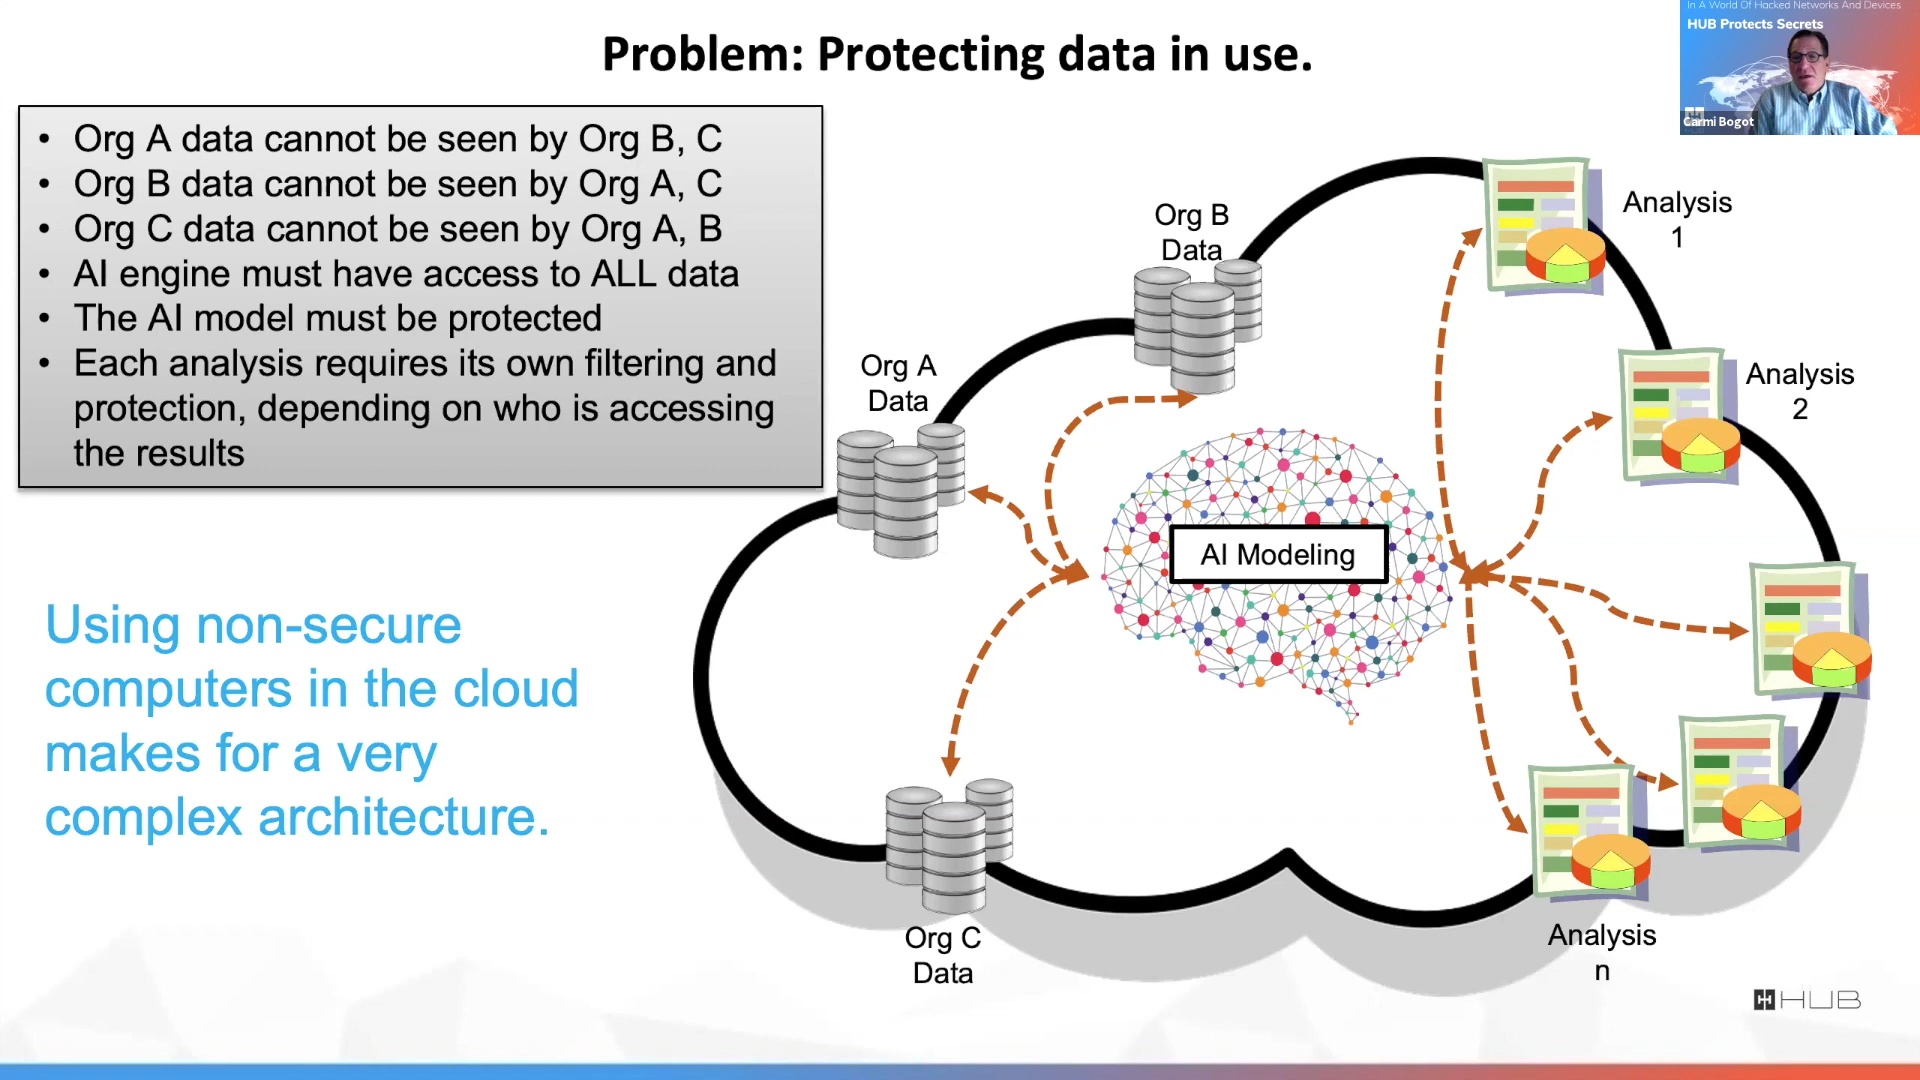 In A World Of Hacked Networks And Devices
HUB Protects Secrets
Carmi Bogot
Problem: Protecting data in use.
• Org A data cannot be seen by Org B, C
• Org B data cannot be seen by Org A, C
• Org C data cannot be seen by Org A, B
• AI engine must have access to ALL data
• The AI model must be protected
• Each analysis requires its own filtering and
protection, depending on who is accessing
the results
Using non-secure
computers in the cloud
makes for a very
complex architecture.
Org A
Data
Org B
Data
Org C
Data
AI Modeling
Analysis
1
Analysis
2
Analysis
n
HUB